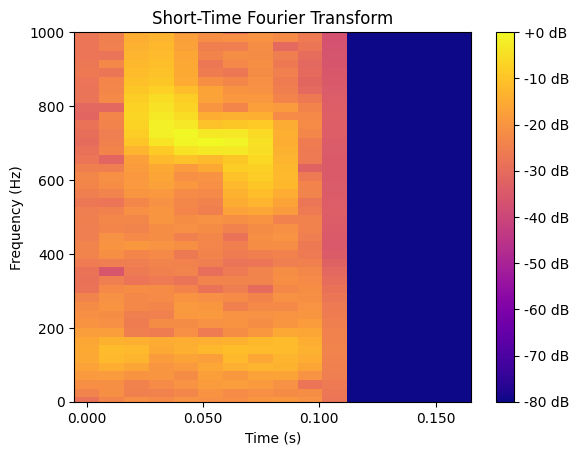 Short-Time Fourier Transform
Frequency (Hz)
1000
800
600
400
200
0
0.000
0.050
0.100
0.150
Time (s)
+0 dB
-10 dB
-20 dB
-30 dB
-40 dB
-50 dB
-60 dB
-70 dB
-80 dB